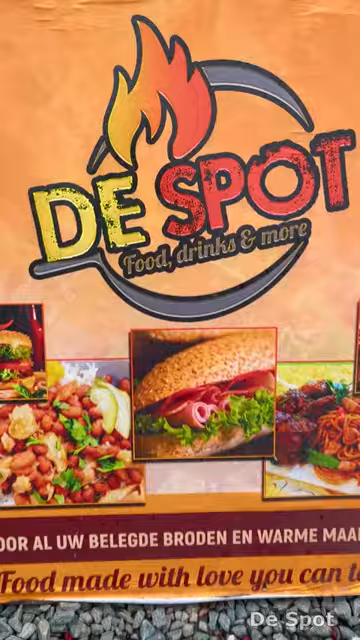 DE SPOT
Food, drinks & more
OOR AL UW BELEGDE BRODEN EN WARME MAA
Food made with love you can t
De Spot